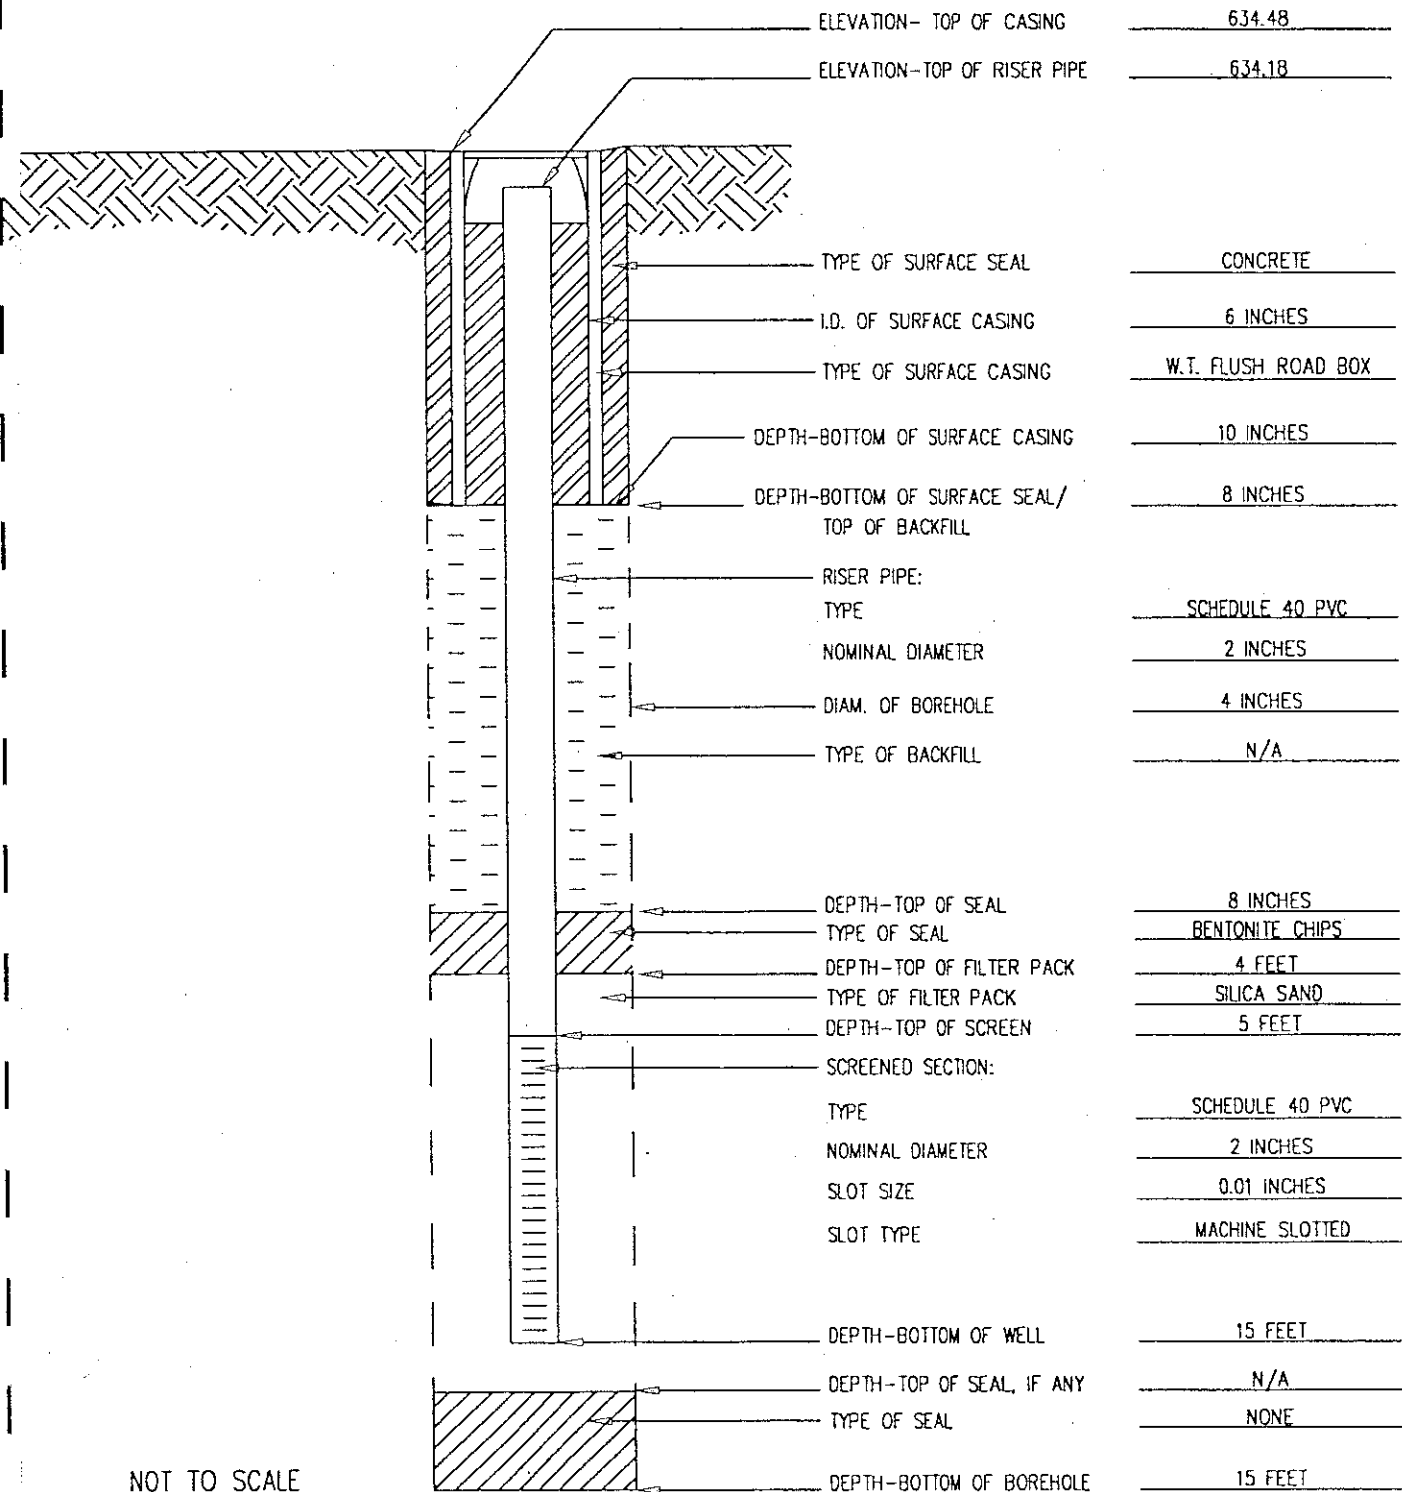 ELEVATION- TOP OF CASING 634.48
ELEVATION-TOP OF RISER PIPE 634.18
TYPE OF SURFACE SEAL CONCRETE
I.D. OF SURFACE CASING 6 INCHES
TYPE OF SURFACE CASING W.T. FLUSH ROAD BOX
DEPTH-BOTTOM OF SURFACE CASING 10 INCHES
DEPTH-BOTTOM OF SURFACE SEAL/ 8 INCHES
TOP OF BACKFILL
RISER PIPE:
TYPE SCHEDULE 40 PVC
NOMINAL DIAMETER 2 INCHES
DIAM. OF BOREHOLE 4 INCHES
TYPE OF BACKFILL N/A
DEPTH-TOP OF SEAL 8 INCHES
TYPE OF SEAL BENTONITE CHIPS
DEPTH-TOP OF FILTER PACK 4 FEET
TYPE OF FILTER PACK SILICA SAND
DEPTH-TOP OF SCREEN 5 FEET
SCREENED SECTION:
TYPE SCHEDULE 40 PVC
NOMINAL DIAMETER 2 INCHES
SLOT SIZE 0.01 INCHES
SLOT TYPE MACHINE SLOTTED
DEPTH-BOTTOM OF WELL 15 FEET
DEPTH-TOP OF SEAL, IF ANY N/A
TYPE OF SEAL NONE
NOT TO SCALE
DEPTH-BOTTOM OF BOREHOLE 15 FEET